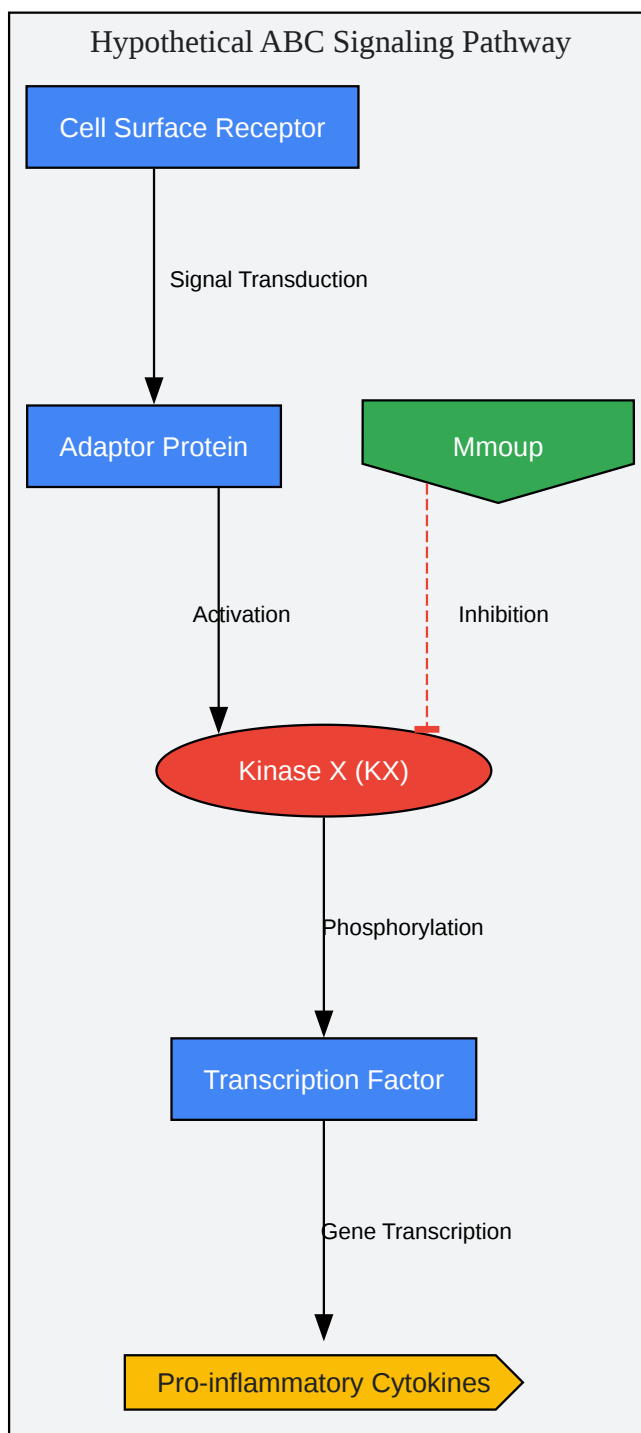 Hypothetical ABC Signaling Pathway
Cell Surface Receptor
Signal Transduction
Adaptor Protein
Mmoup
Activation
Inhibition
Kinase X (KX)
Phosphorylation
Transcription Factor
Gene Transcription
Pro-inflammatory Cytokines